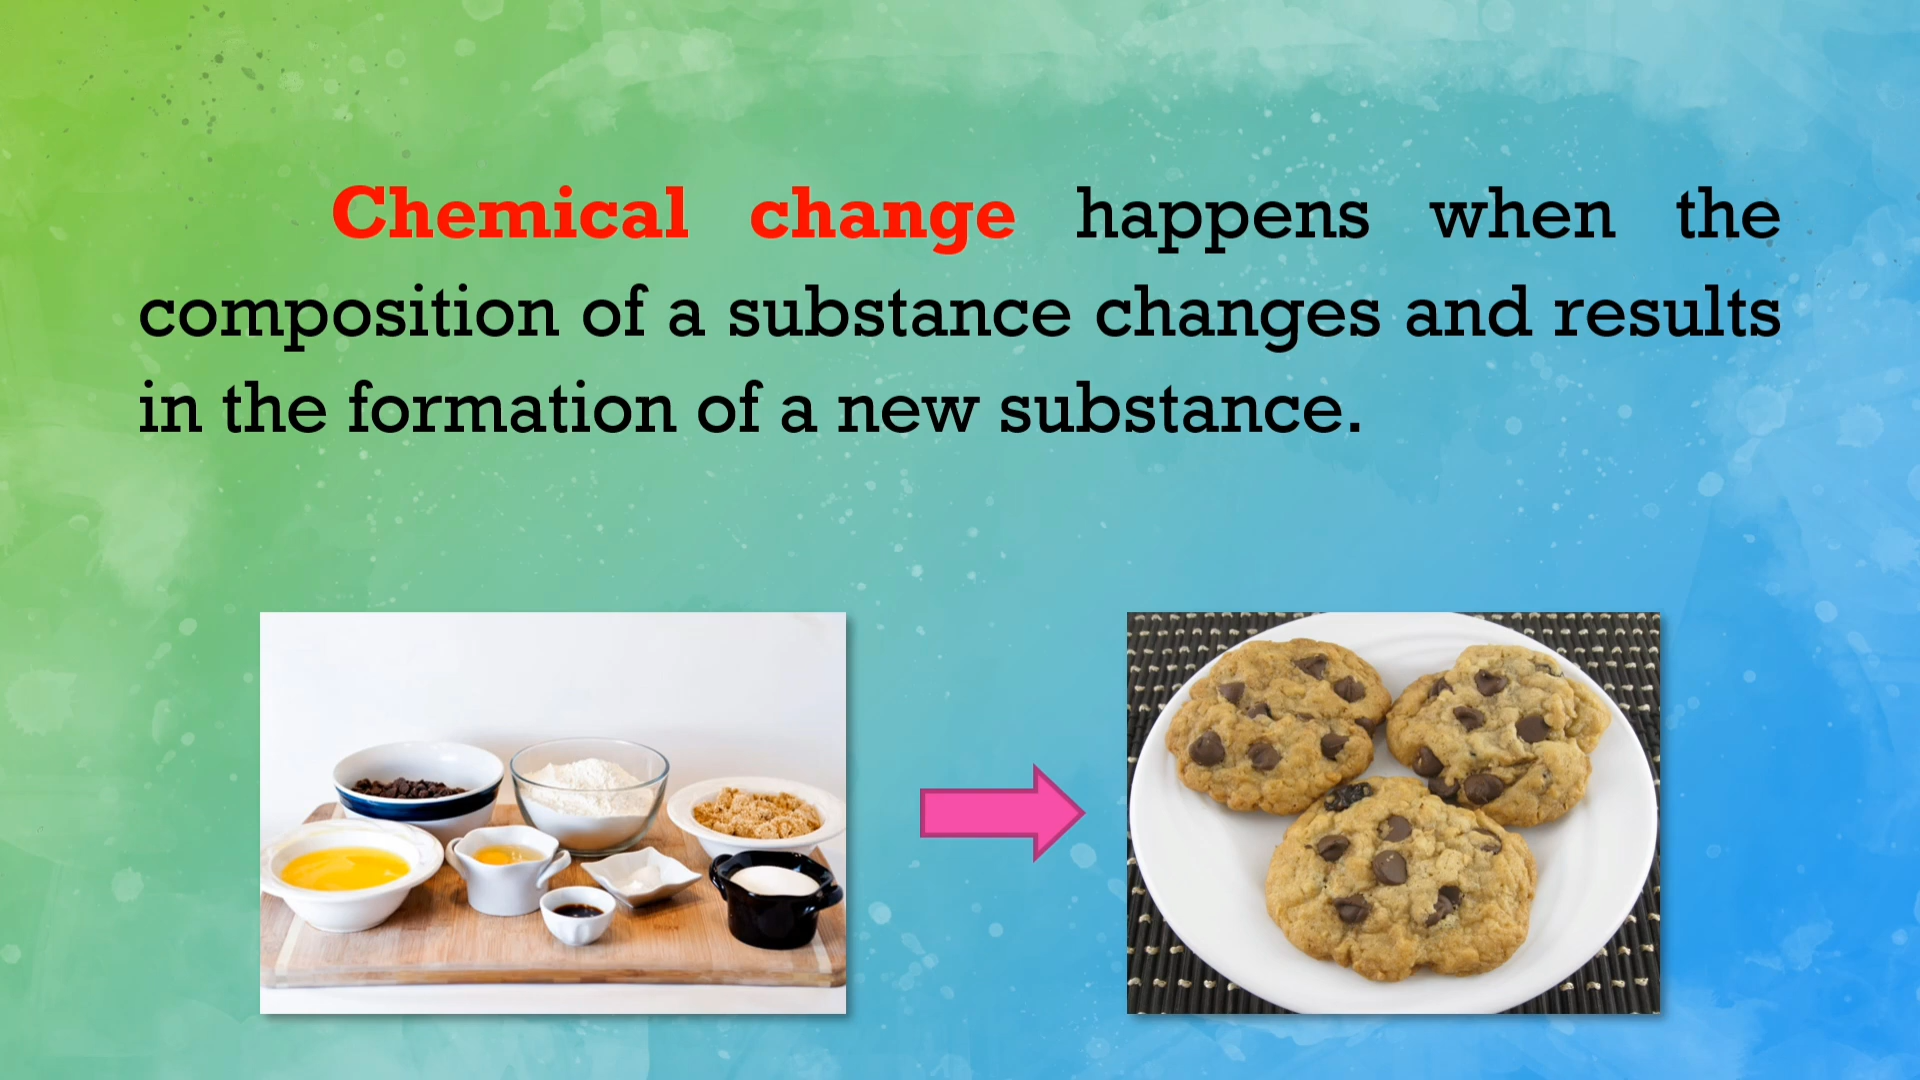 Chemical change happens when the
composition of a substance changes and results
in the formation of a new substance.